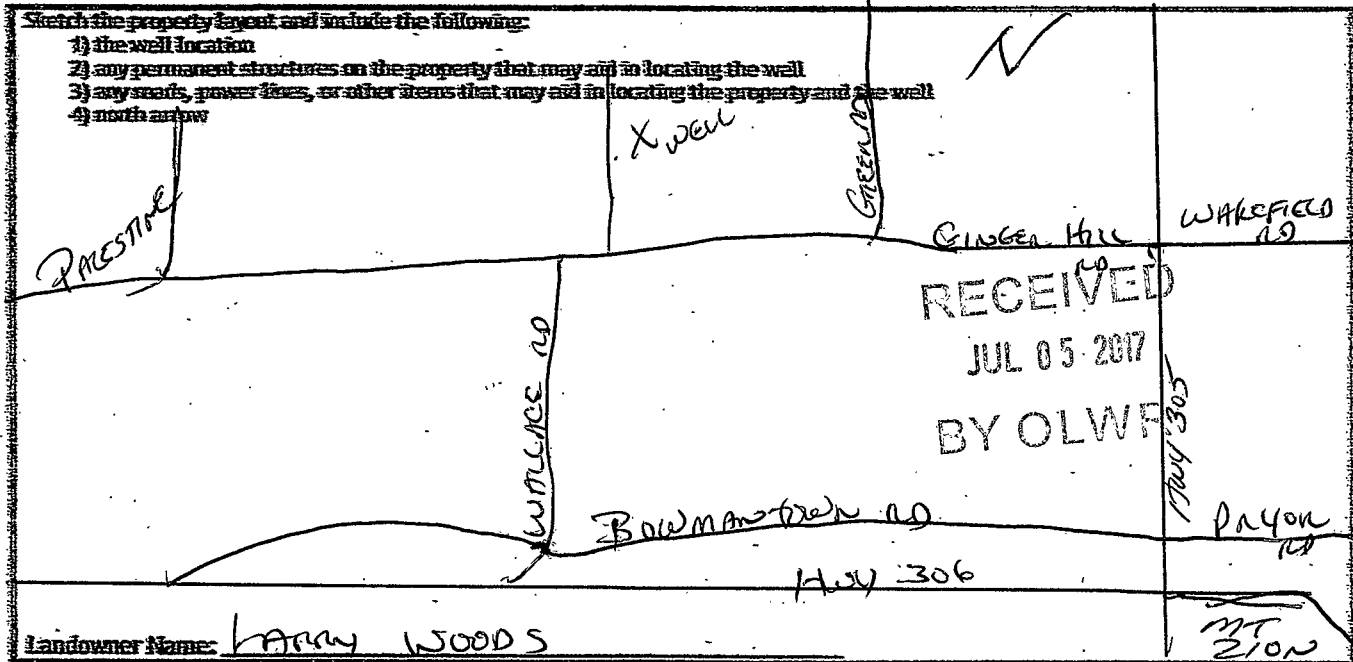 Sketch the property layout and include the following:
1) the well location
2) any permanent structures on the property that may aid in locating the well
3) any roads, power lines, or other items that may aid in locating the property and the well
4) north arrow
N
X WELL
GREEN RD
PALESTINE
GINGER HILL RD
WAKEFIELD RD
RECEIVED
JUL 05 2017
BY OLWR
WALLACE RD
HWY 305
BOWMANTOWN RD
PRYOR RD
HWY 306
MT ZION
Landowner Name: LARRY WOODS